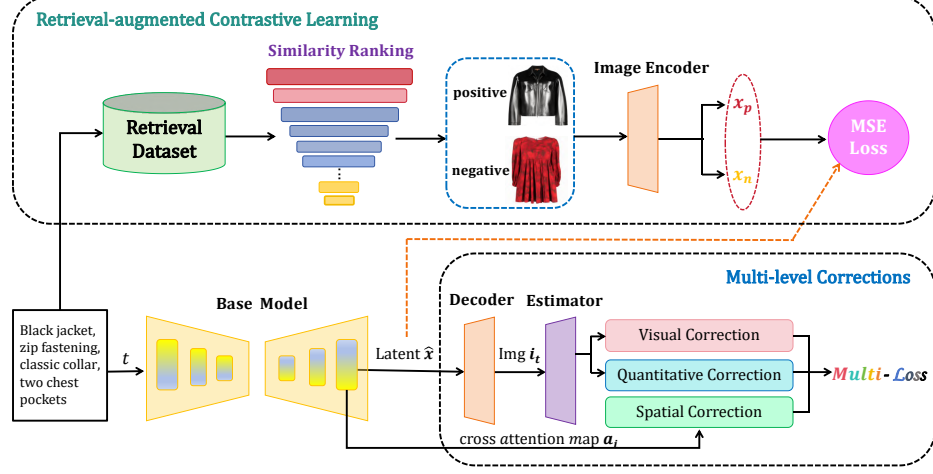 Retrieval-augmented Contrastive Learning
Similarity Ranking
Retrieval
Dataset
positive
negative
Image Encoder
x_p
x_n
MSE
Loss
Multi-level Corrections
Black jacket,
zip fastening,
classic collar,
two chest
pockets
t
Base Model
Latent x̂
Decoder
Img i_t
Estimator
Visual Correction
Quantitative Correction
Spatial Correction
Multi-Loss
cross attention map a_i